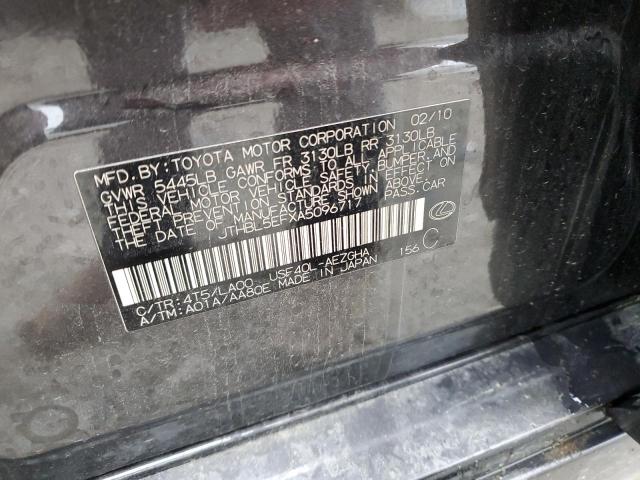 MFD. BY: TOYOTA MOTOR CORPORATION 02/10
GVWR 5445LB GAWR FR 3130LB RR 3130LB
THIS VEHICLE CONFORMS TO ALL APPLICABLE
FEDERAL MOTOR VEHICLE SAFETY, BUMPER, AND
THEFT PREVENTION STANDARDS IN EFFECT ON
THE DATE OF MANUFACTURE SHOWN ABOVE.
JTHBL5EFXA5096717 PASS-CAR
C/TR: 4T5/LA00 USF40L-AEZGHA 156 C
A/TM: A01A/AA80E MADE IN JAPAN